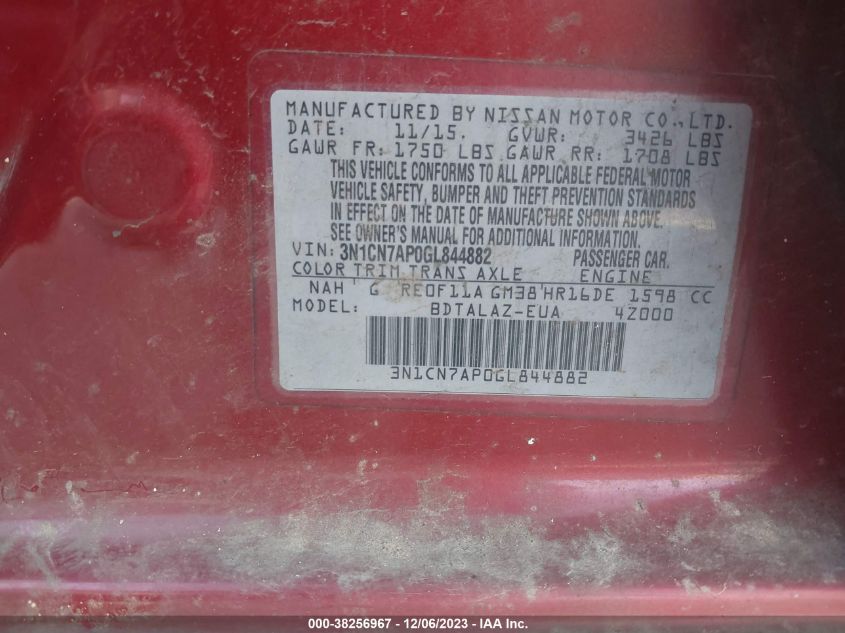 MANUFACTURED BY NISSAN MOTOR CO.,LTD.
DATE: 11/15. GVWR: 3426 LBS
GAWR FR: 1750 LBS GAWR RR: 1708 LBS
THIS VEHICLE CONFORMS TO ALL APPLICABLE FEDERAL MOTOR
VEHICLE SAFETY, BUMPER AND THEFT PREVENTION STANDARDS
IN EFFECT ON THE DATE OF MANUFACTURE SHOWN ABOVE.
SEE OWNER'S MANUAL FOR ADDITIONAL INFORMATION.
VIN: 3N1CN7AP0GL844882 PASSENGER CAR.
COLOR TRIM TRANS AXLE ENGINE
NAH G RE0F11A GM38 HR16DE 1598 CC
MODEL: BDTALAZ-EUA 4Z000
3N1CN7AP0GL844882
000-38256967 - 12/06/2023 - IAAI.com